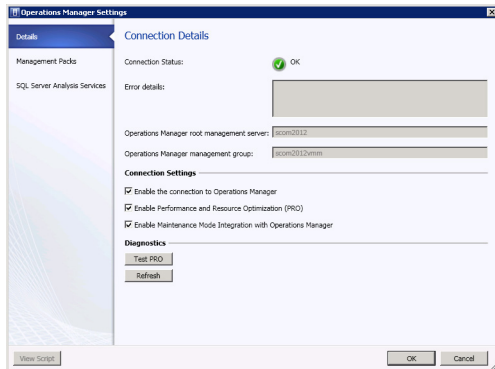 Operations Manager Settings
Details
Management Packs
SQL Server Analysis Services
Connection Details
Connection Status:
OK
Error details:
Operations Manager root management server:
scom2012
Operations Manager management group:
scom2012vmm
Connection Settings
Enable the connection to Operations Manager
Enable Performance and Resource Optimization (PRO)
Enable Maintenance Mode Integration with Operations Manager
Diagnostics
Test PRO
Refresh
View Script
OK
Cancel